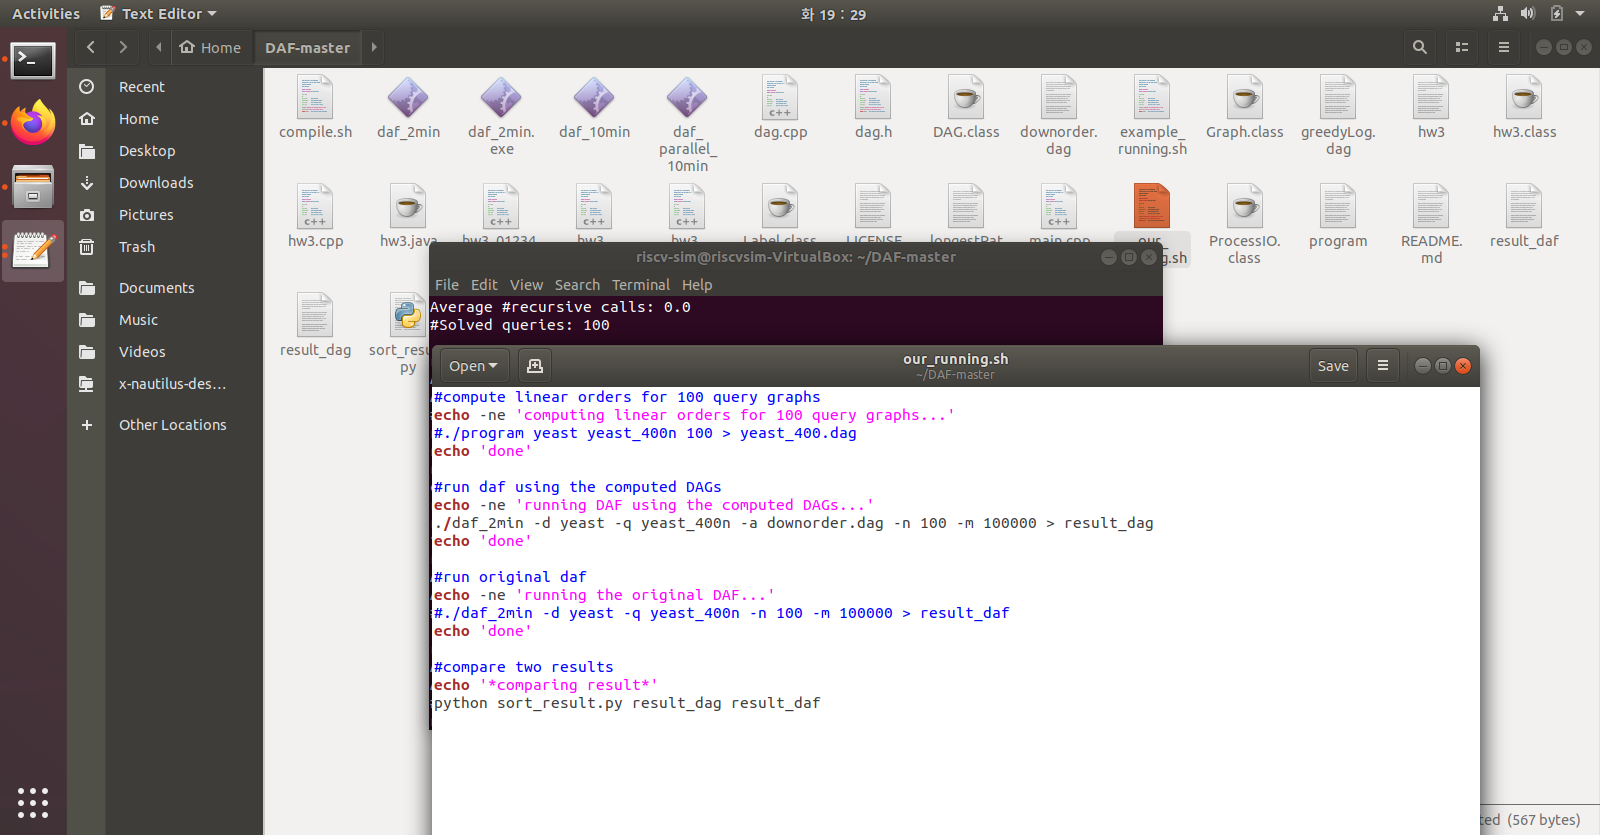 Activities
Text Editor
화 19 : 29
Home
DAF-master
Recent
Home
Desktop
Downloads
Pictures
Trash
Documents
Music
Videos
x-nautilus-des…
Other Locations
compile.sh
daf_2min
daf_2min.
exe
daf_10min
daf_
parallel_
10min
dag.cpp
dag.h
DAG.class
downorder.
dag
example_
running.sh
Graph.class
greedyLog.
dag
hw3
hw3.class
hw3.cpp
hw3.java
hw3_01234
hw3_
hw3_
Label.class
LICENSE
longestPat
main.cpp
our_
g.sh
ProcessIO.
class
program
README.
md
result_daf
result_dag
sort_resu
py
riscv-sim@riscvsim-VirtualBox: ~/DAF-master
File Edit View Search Terminal Help
Average #recursive calls: 0.0
#Solved queries: 100
Open
our_running.sh
~/DAF-master
Save
#compute linear orders for 100 query graphs
echo -ne 'computing linear orders for 100 query graphs...'
#./program yeast yeast_400n 100 > yeast_400.dag
echo 'done'
#run daf using the computed DAGs
echo -ne 'running DAF using the computed DAGs...'
./daf_2min -d yeast -q yeast_400n -a downorder.dag -n 100 -m 100000 > result_dag
echo 'done'
#run original daf
echo -ne 'running the original DAF...'
#./daf_2min -d yeast -q yeast_400n -n 100 -m 100000 > result_daf
echo 'done'
#compare two results
echo '*comparing result*'
python sort_result.py result_dag result_daf
ted (567 bytes)